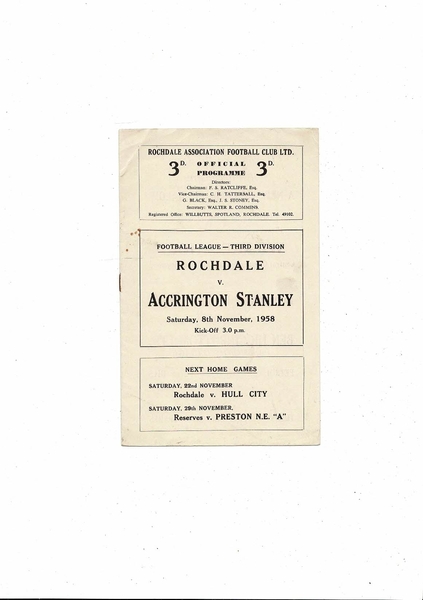 ROCHDALE ASSOCIATION FOOTBALL CLUB LTD.
3D. OFFICIAL PROGRAMME 3D.
Directors:
Chairman: F. S. RATCLIFFE, Esq.
Vice-Chairman: C. H. TATTERSALL, Esq.
G. BLACK, Esq., J. S. STONEY, Esq.
Secretary: WALTER R. COMMINS.
Registered Office: WILLBUTTS, SPOTLAND, ROCHDALE. Tel. 49102.
FOOTBALL LEAGUE — THIRD DIVISION
ROCHDALE
V.
ACCRINGTON STANLEY
Saturday, 8th November, 1958
Kick-Off 3.0 p.m.
NEXT HOME GAMES
SATURDAY, 22nd NOVEMBER
Rochdale v. HULL CITY
SATURDAY, 29th NOVEMBER,
Reserves v. PRESTON N.E. "A"